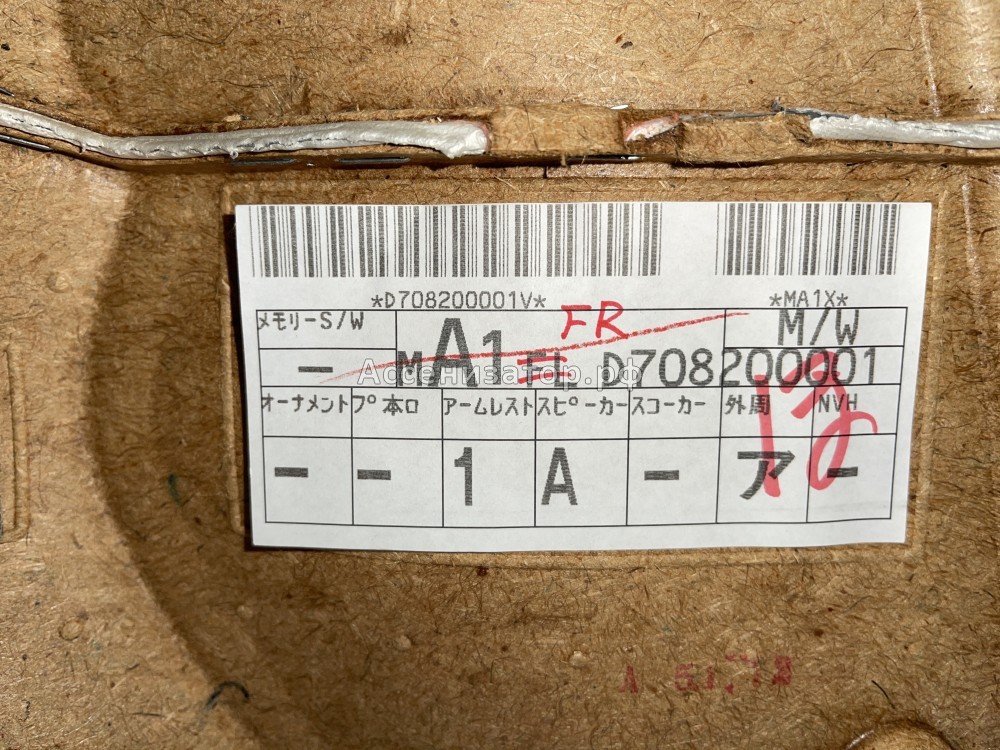 *D708200001V* *MA1X*
メモリーS/W FR M/W
- MA1 FL D708200001
АссеНизатор.рф
オーナメント プ゜本ロ アームレスト スピーカー スコーカー 外周 NVH
- - 1 A - ア -